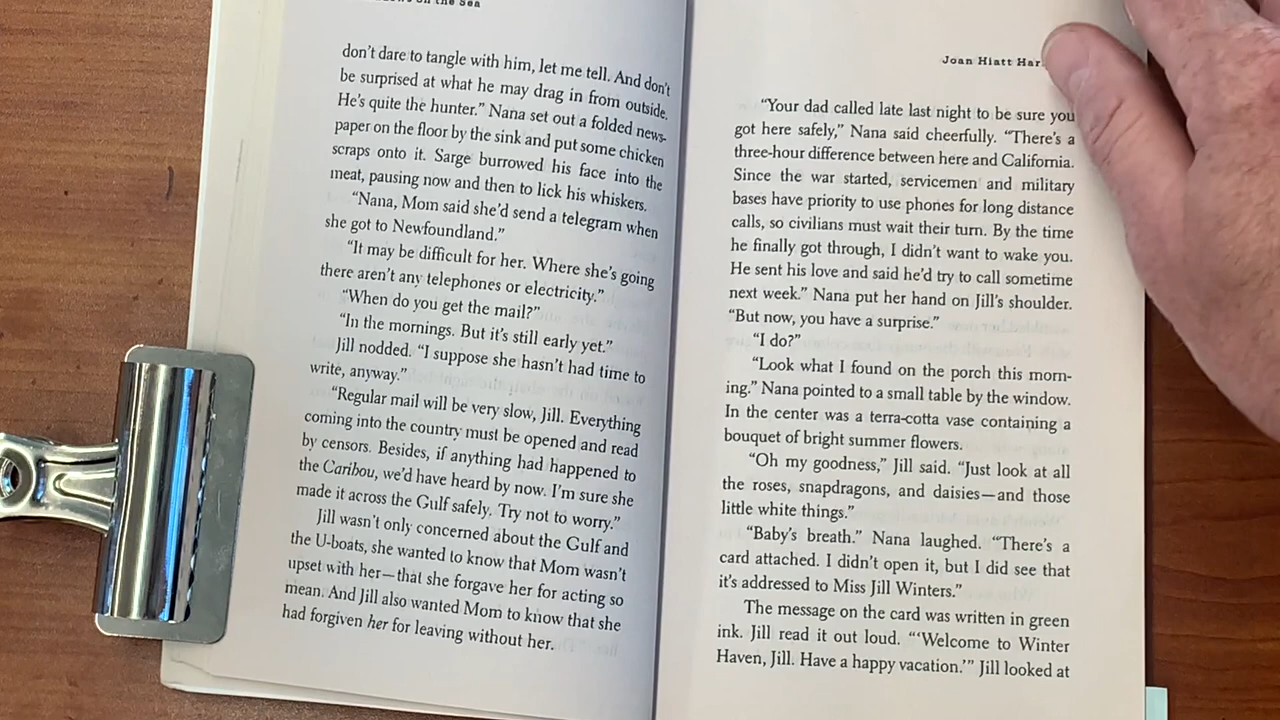 on the Sea
don't dare to tangle with him, let me tell. And don't
be surprised at what he may drag in from outside.
He's quite the hunter." Nana set out a folded news-
paper on the floor by the sink and put some chicken
scraps onto it. Sarge burrowed his face into the
meat, pausing now and then to lick his whiskers.
"Nana, Mom said she'd send a telegram when
she got to Newfoundland."
"It may be difficult for her. Where she's going
there aren't any telephones or electricity."
"When do you get the mail?"
"In the mornings. But it's still early yet."
Jill nodded. "I suppose she hasn't had time to
write, anyway."
"Regular mail will be very slow, Jill. Everything
coming into the country must be opened and read
by censors. Besides, if anything had happened to
the Caribou, we'd have heard by now. I'm sure she
made it across the Gulf safely. Try not to worry."
Jill wasn't only concerned about the Gulf and
the U-boats, she wanted to know that Mom wasn't
upset with her—that she forgave her for acting so
mean. And Jill also wanted Mom to know that she
had forgiven her for leaving without her.
Joan Hiatt Har
"Your dad called late last night to be sure you
got here safely," Nana said cheerfully. "There's a
three-hour difference between here and California.
Since the war started, servicemen and military
bases have priority to use phones for long distance
calls, so civilians must wait their turn. By the time
he finally got through, I didn't want to wake you.
He sent his love and said he'd try to call sometime
next week." Nana put her hand on Jill's shoulder.
"But now, you have a surprise."
"I do?"
"Look what I found on the porch this morn-
ing." Nana pointed to a small table by the window.
In the center was a terra-cotta vase containing a
bouquet of bright summer flowers.
"Oh my goodness," Jill said. "Just look at all
the roses, snapdragons, and daisies—and those
little white things."
"Baby's breath." Nana laughed. "There's a
card attached. I didn't open it, but I did see that
it's addressed to Miss Jill Winters."
The message on the card was written in green
ink. Jill read it out loud. "'Welcome to Winter
Haven, Jill. Have a happy vacation.'" Jill looked at